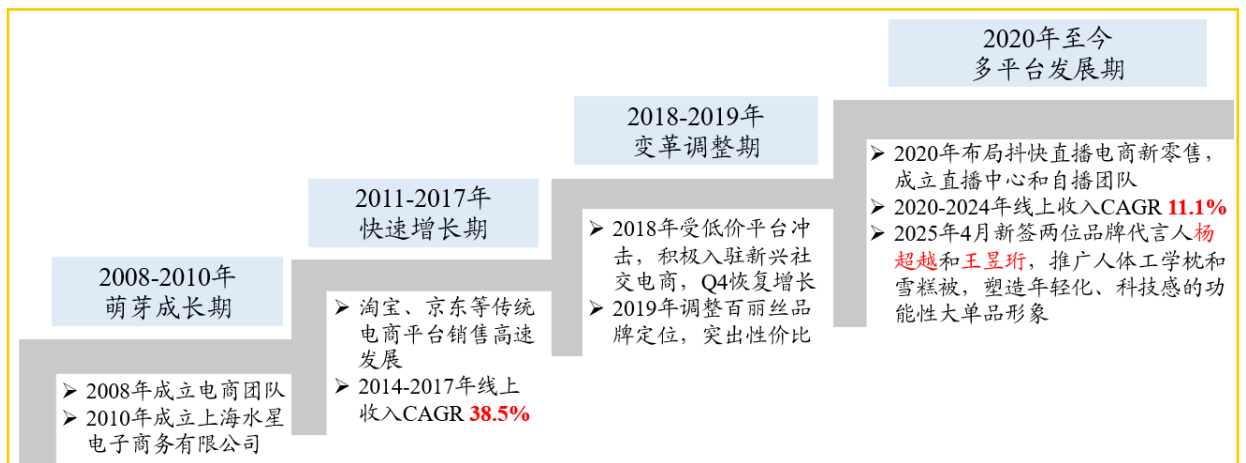 2008-2010年
萌芽成长期
➢ 2008年成立电商团队
➢ 2010年成立上海水星
电子商务有限公司
2011-2017年
快速增长期
➢ 淘宝、京东等传统
电商平台销售高速
发展
➢ 2014-2017年线上
收入CAGR 38.5%
2018-2019年
变革调整期
➢ 2018年受低价平台冲
击，积极入驻新兴社
交电商，Q4恢复增长
➢ 2019年调整百丽丝品
牌定位，突出性价比
2020年至今
多平台发展期
➢ 2020年布局抖快直播电商新零售，
成立直播中心和自播团队
➢ 2020-2024年线上收入CAGR 11.1%
➢ 2025年4月新签两位品牌代言人杨
超越和王昱珩，推广人体工学枕和
雪糕被，塑造年轻化、科技感的功
能性大单品形象